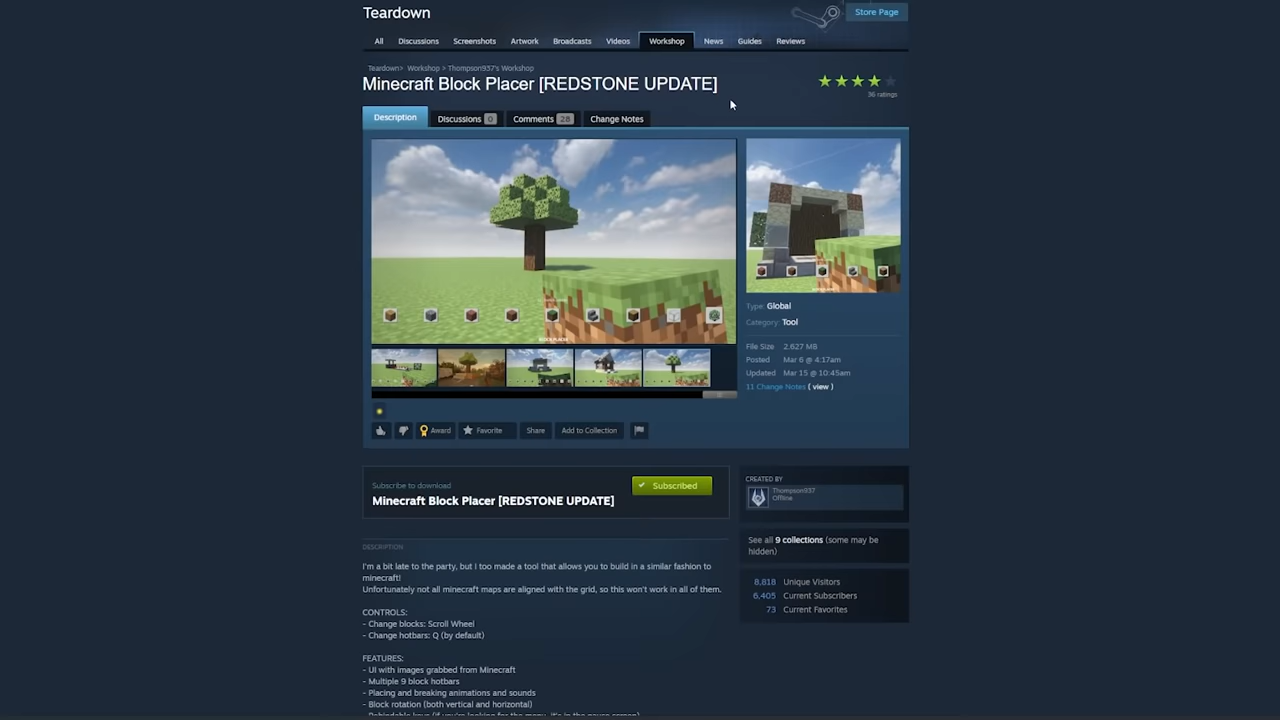 Teardown
Store Page
All Discussions Screenshots Artwork Broadcasts Videos Workshop News Guides Reviews
Teardown> Workshop > Thompson937's Workshop
Minecraft Block Placer [REDSTONE UPDATE]
36 ratings
Description Discussions 0 Comments 28 Change Notes
Type: Global
Category: Tool
File Size 2.627 MB
Posted Mar 6 @ 4:17am
Updated Mar 15 @ 10:45am
11 Change Notes ( view )
Award Favorite Share Add to Collection
Subscribe to download
Minecraft Block Placer [REDSTONE UPDATE]
Subscribed
CREATED BY
Thompson937
Offline
See all 9 collections (some may be
hidden)
8,818 Unique Visitors
6,405 Current Subscribers
73 Current Favorites
DESCRIPTION
I'm a bit late to the party, but I too made a tool that allows you to build in a similar fashion to
minecraft!
Unfortunately not all minecraft maps are aligned with the grid, so this won't work in all of them.
CONTROLS:
- Change blocks: Scroll Wheel
- Change hotbars: Q (by default)
FEATURES:
- UI with images grabbed from Minecraft
- Multiple 9 block hotbars
- Placing and breaking animations and sounds
- Block rotation (both vertical and horizontal)